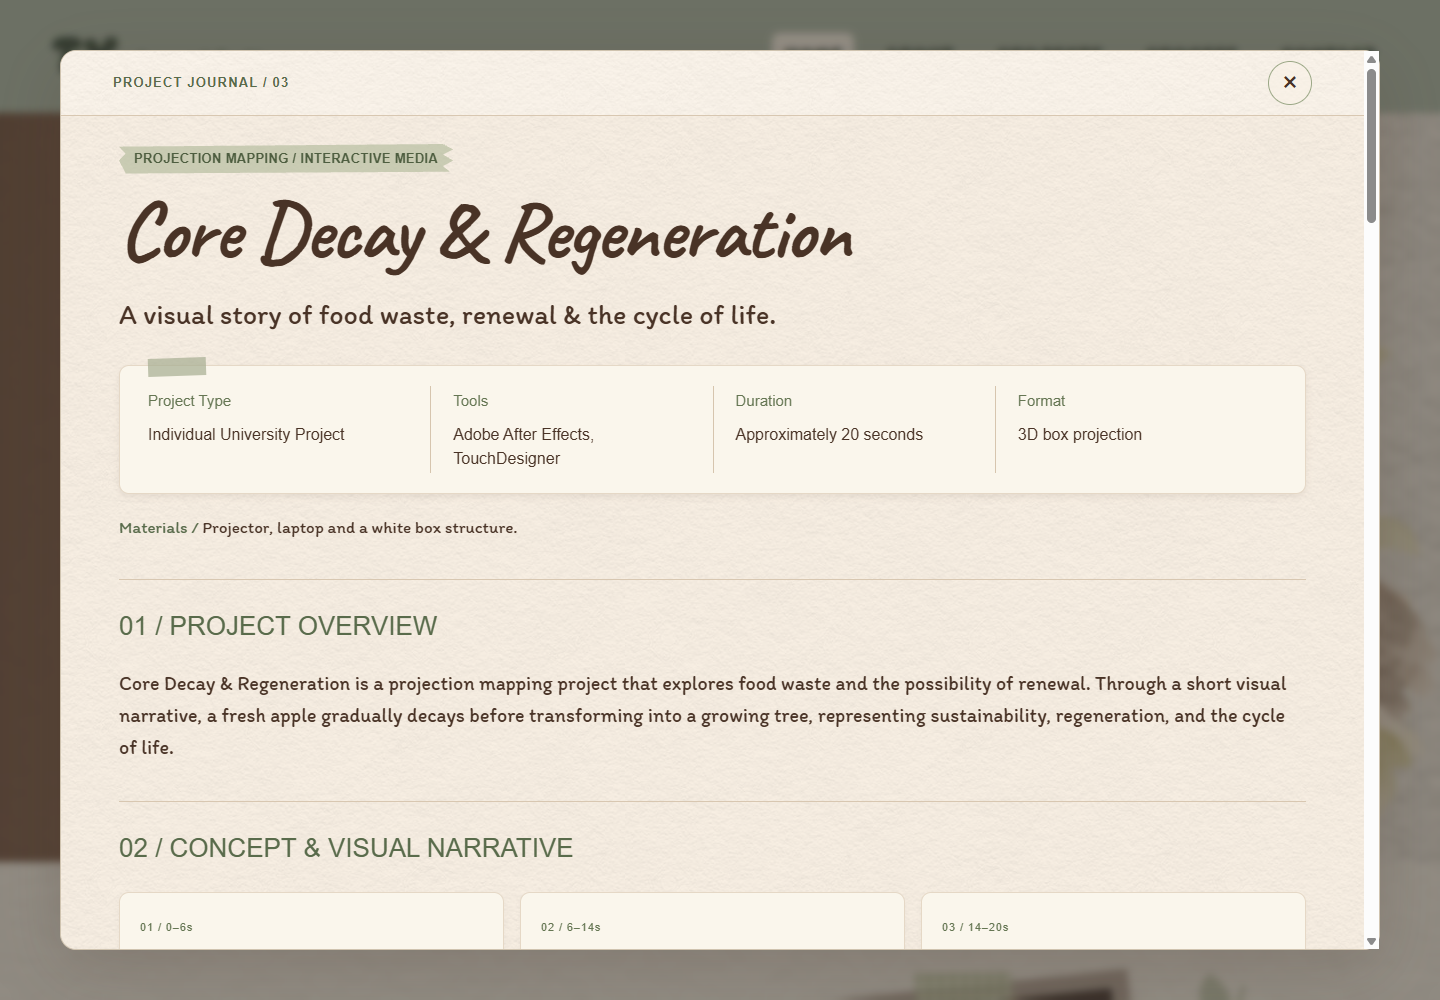 PROJECT JOURNAL / 03
×
PROJECTION MAPPING / INTERACTIVE MEDIA
Core Decay & Regeneration
A visual story of food waste, renewal & the cycle of life.
Project Type
Individual University Project
Tools
Adobe After Effects,
TouchDesigner
Duration
Approximately 20 seconds
Format
3D box projection
Materials / Projector, laptop and a white box structure.
01 / PROJECT OVERVIEW
Core Decay & Regeneration is a projection mapping project that explores food waste and the possibility of renewal. Through a short visual
narrative, a fresh apple gradually decays before transforming into a growing tree, representing sustainability, regeneration, and the cycle
of life.
02 / CONCEPT & VISUAL NARRATIVE
01 / 0–6s
02 / 6–14s
03 / 14–20s